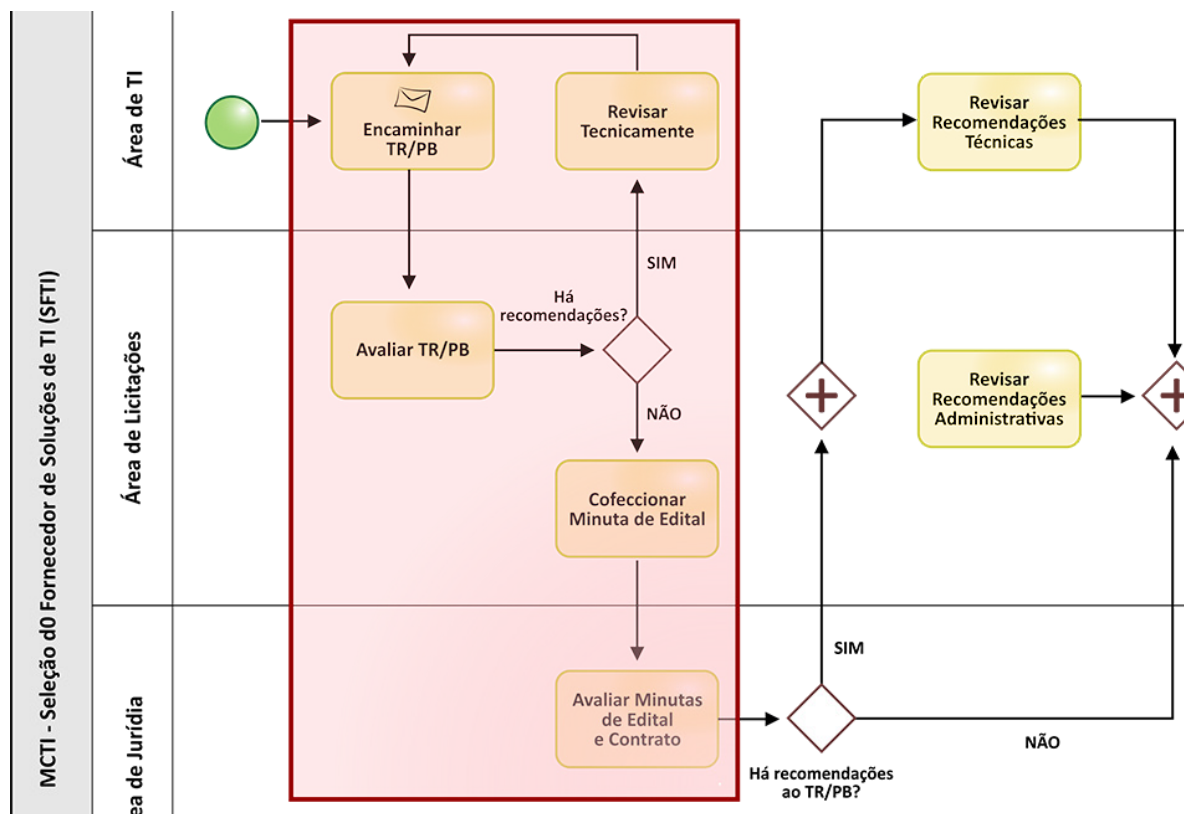 MCTI - Seleção d0 Fornecedor de Soluções de TI (SFTI)
Área de TI
Encaminhar
TR/PB
Revisar
Tecnicamente
Revisar
Recomendações
Técnicas
Área de Licitações
SIM
Há
recomendações?
Avaliar TR/PB
NÃO
Revisar
Recomendações
Administrativas
Cofeccionar
Minuta de Edital
ea de Jurídia
SIM
Avaliar Minutas
de Edital
e Contrato
NÃO
Há recomendações
ao TR/PB?